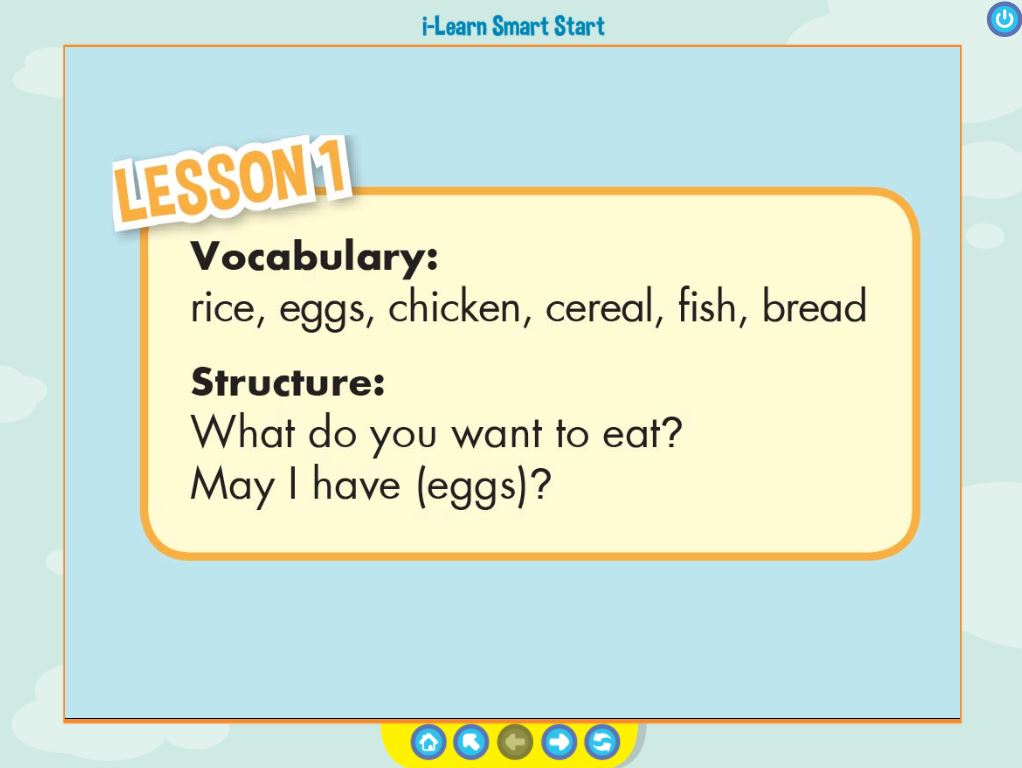 i-Learn Smart Start
LESSON 1
Vocabulary:
rice, eggs, chicken, cereal, fish, bread
Structure:
What do you want to eat?
May I have (eggs)?